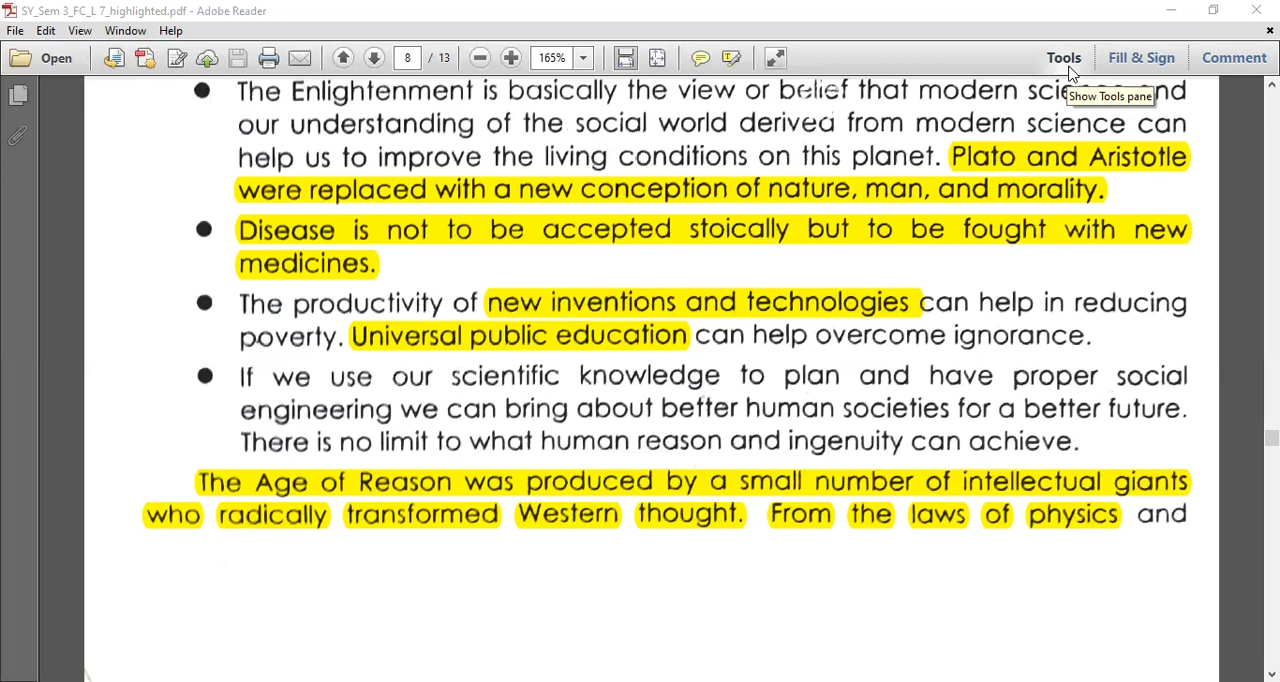 SY_Sem 3_FC_L 7_highlighted.pdf - Adobe Reader
File Edit View Window Help
Open 8 / 13 165% Tools Fill & Sign Comment
Show Tools pane
● The Enlightenment is basically the view or belief that modern nd
our understanding of the social world derived from modern science can
help us to improve the living conditions on this planet. Plato and Aristotle
were replaced with a new conception of nature, man, and morality.
● Disease is not to be accepted stoically but to be fought with new
medicines.
● The productivity of new inventions and technologies can help in reducing
poverty. Universal public education can help overcome ignorance.
● If we use our scientific knowledge to plan and have proper social
engineering we can bring about better human societies for a better future.
There is no limit to what human reason and ingenuity can achieve.
The Age of Reason was produced by a small number of intellectual giants
who radically transformed Western thought. From the laws of physics and